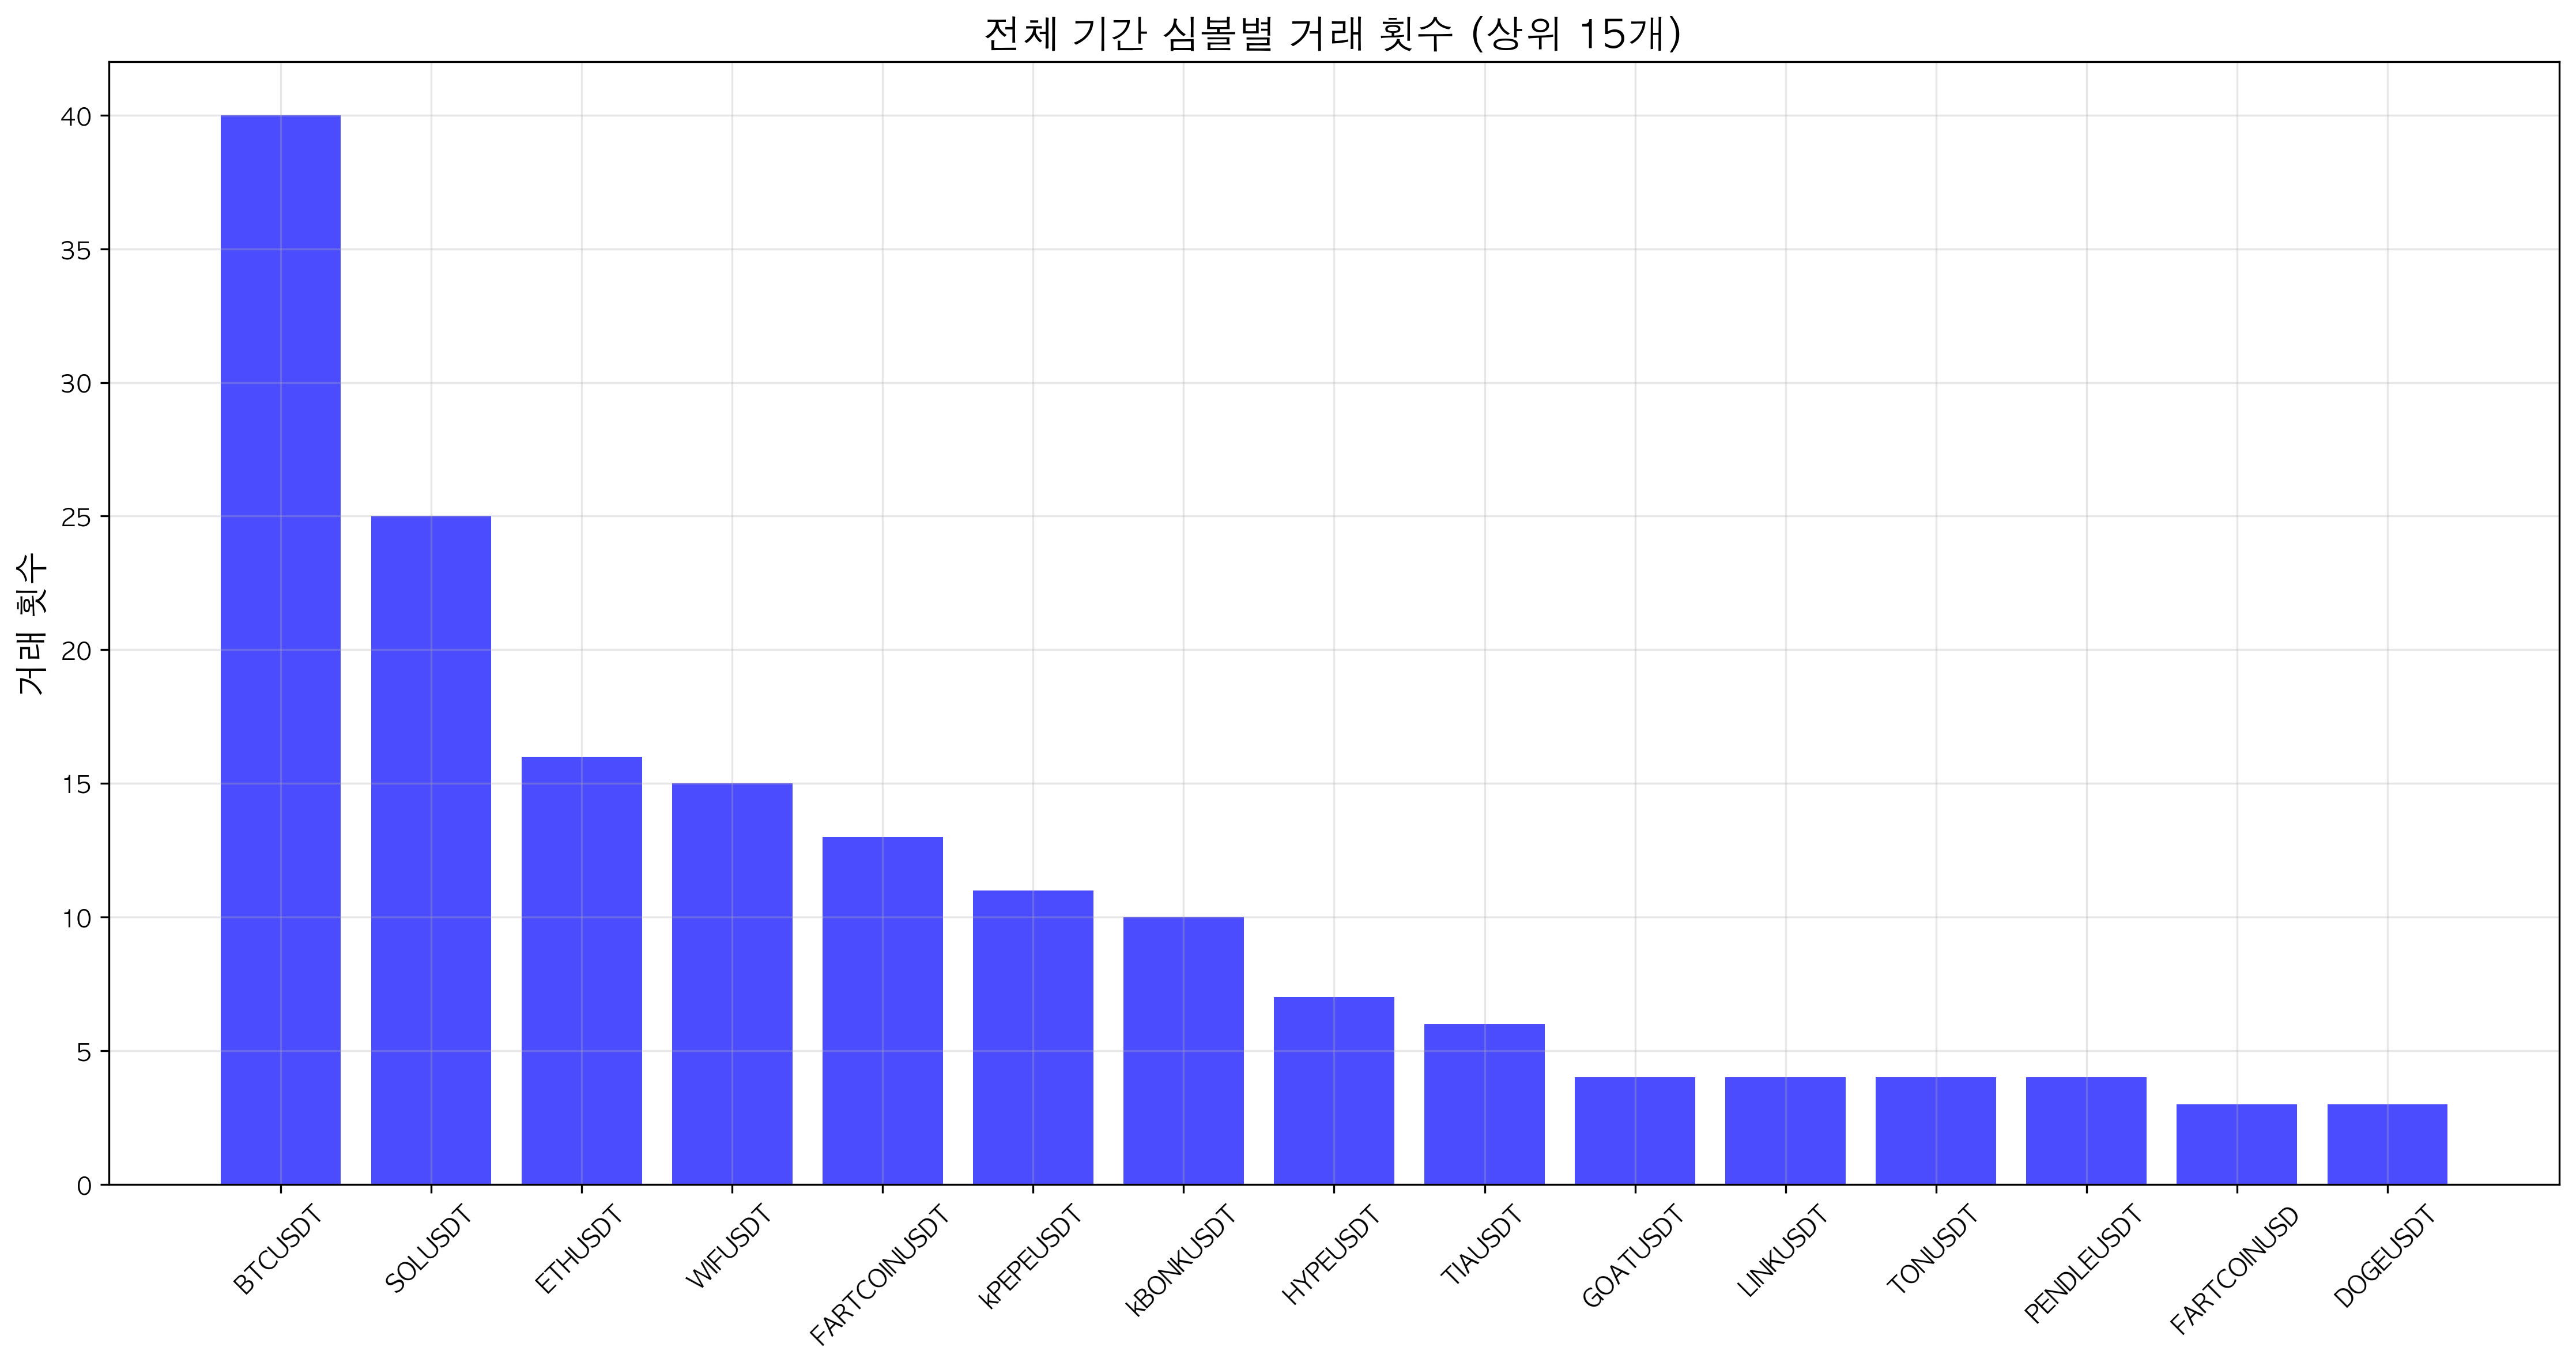 전체 기간 심볼별 거래 횟수 (상위 15개)
거래 횟수
40
35
30
25
20
15
10
5
0
BTCUSDT
SOLUSDT
ETHUSDT
WIFUSDT
FARTCOINUSDT
kPEPEUSDT
kBONKUSDT
HYPEUSDT
TIAUSDT
GOATUSDT
LINKUSDT
TONUSDT
PENDLEUSDT
FARTCOINUSD
DOGEUSDT